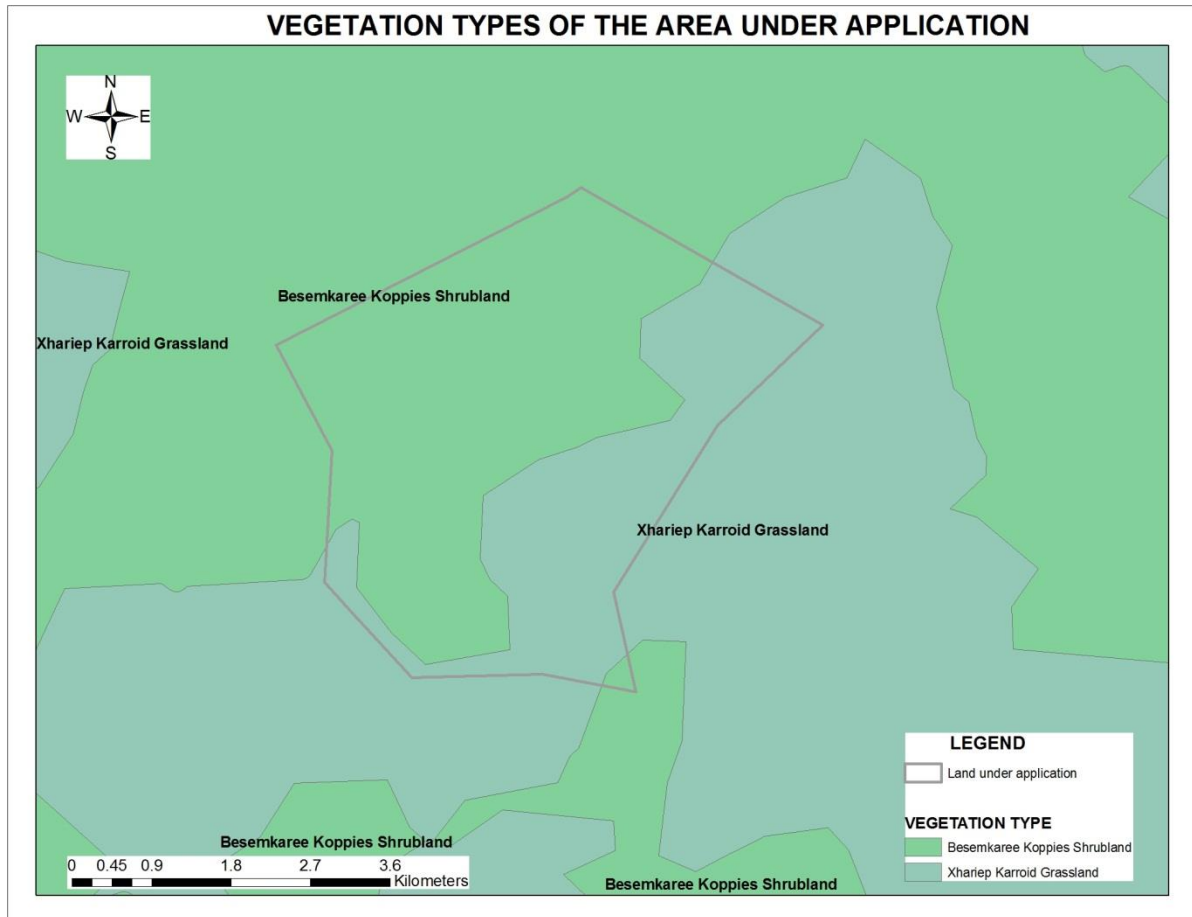 VEGETATION TYPES OF THE AREA UNDER APPLICATION
N
W E
S
Besemkaree Koppies Shrubland
Xhariep Karroid Grassland
Xhariep Karroid Grassland
LEGEND
Land under application
VEGETATION TYPE
Besemkaree Koppies Shrubland
Xhariep Karroid Grassland
Besemkaree Koppies Shrubland
0 0.45 0.9 1.8 2.7 3.6
Kilometers
Besemkaree Koppies Shrubland